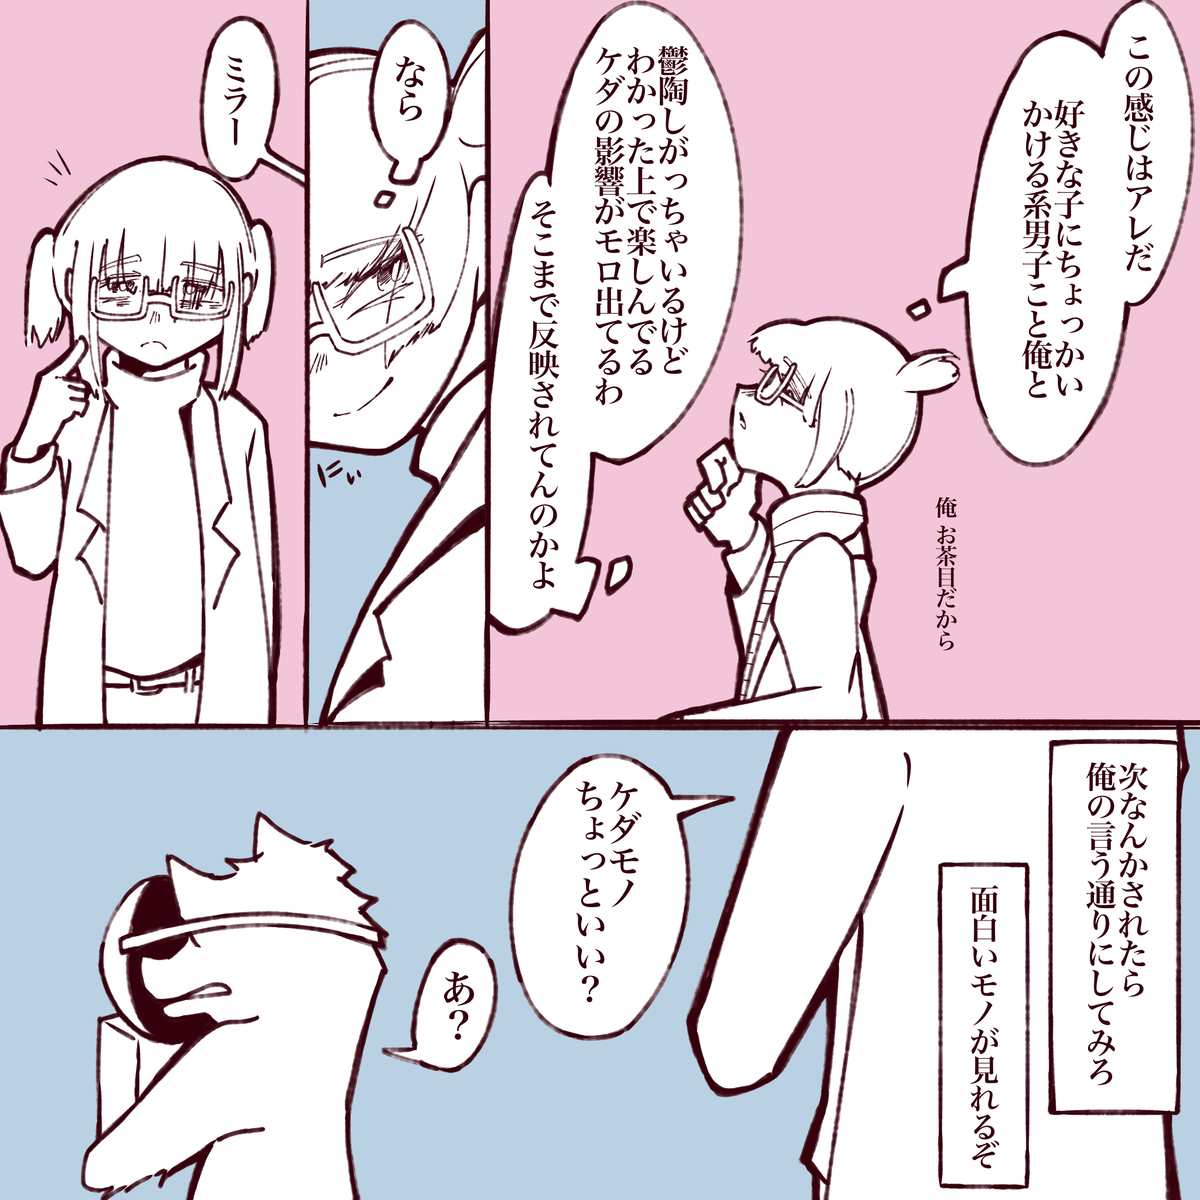 この感じはアレだ
好きな子にちょっかい
かける系男子こと俺と
俺 お茶目だから
鬱陶しがっちゃいるけど
わかった上で楽しんでる
ケダの影響がモロ出てるわ
そこまで反映されてんのかよ
なら
にぃ
ミラー
次なんかされたら
俺の言う通りにしてみろ
面白いモノが見れるぞ
ケダモノ
ちょっといい？
あ？